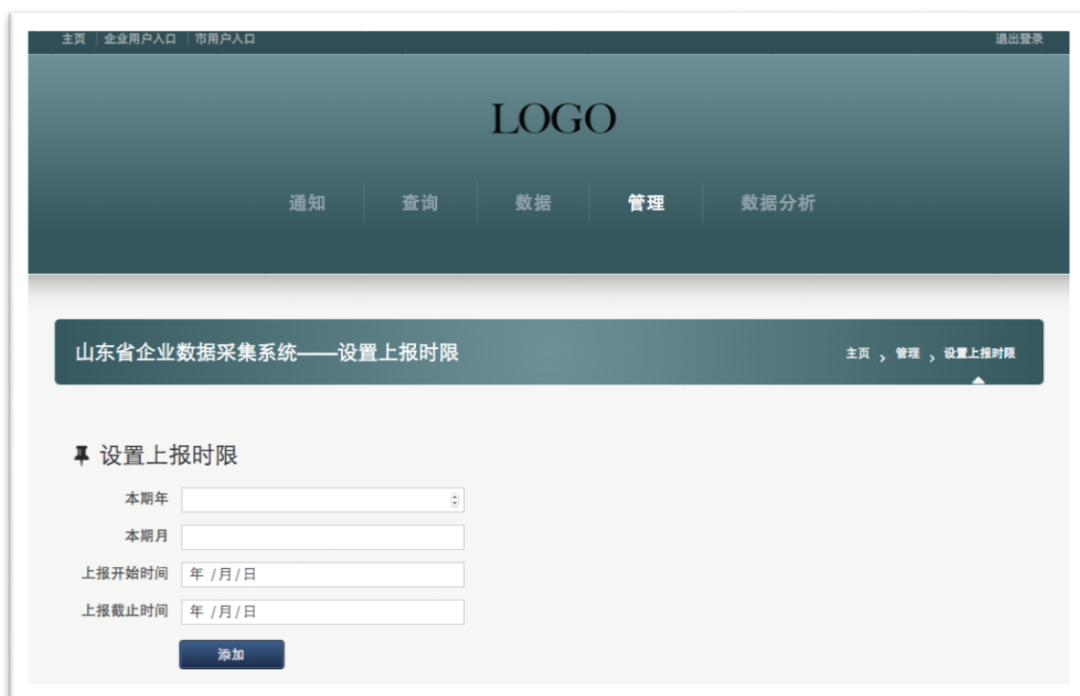 主页 企业用户入口 市用户入口 退出登录
LOGO
通知 查询 数据 管理 数据分析
山东省企业数据采集系统——设置上报时限 主页 , 管理 , 设置上报时限
设置上报时限
本期年
本期月
上报开始时间 年 /月/日
上报截止时间 年 /月/日
添加